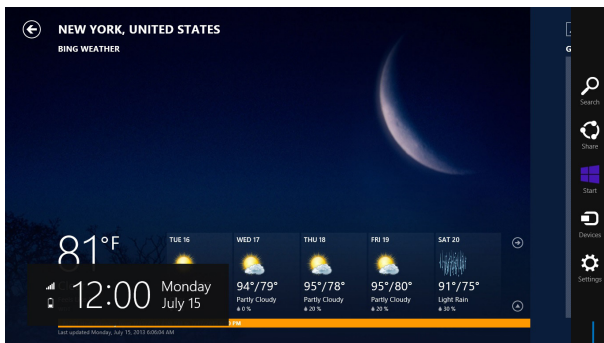 NEW YORK, UNITED STATES
BING WEATHER
Search
Share
Start
Devices
Settings
81°F
TUE 16
WED 17
94°/79°
Partly Cloudy
0 %
THU 18
95°/78°
Partly Cloudy
20 %
FRI 19
95°/80°
Partly Cloudy
20 %
SAT 20
91°/75°
Light Rain
30 %
12:00
Monday
July 15
PM
Last updated Monday, July 15, 2013 6:06:04 AM